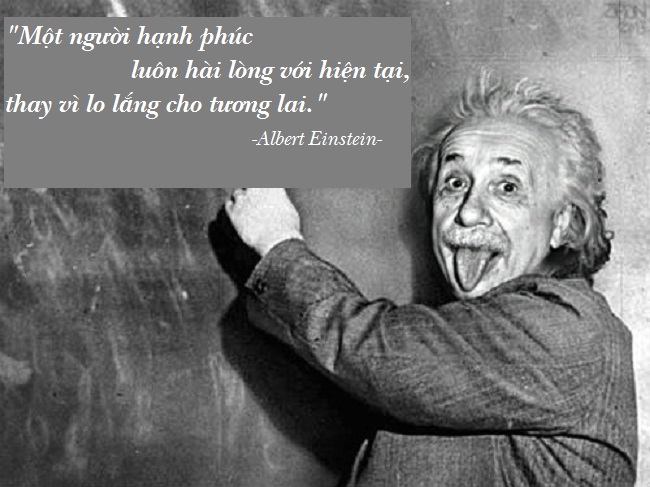 "Một người hạnh phúc
luôn hài lòng với hiện tại,
thay vì lo lắng cho tương lai."
-Albert Einstein-